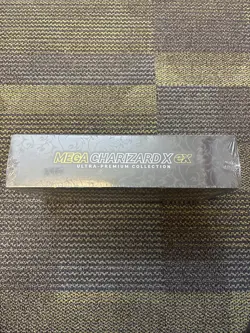 MEGA CHARIZARD X ex
ULTRA-PREMIUM COLLECTION